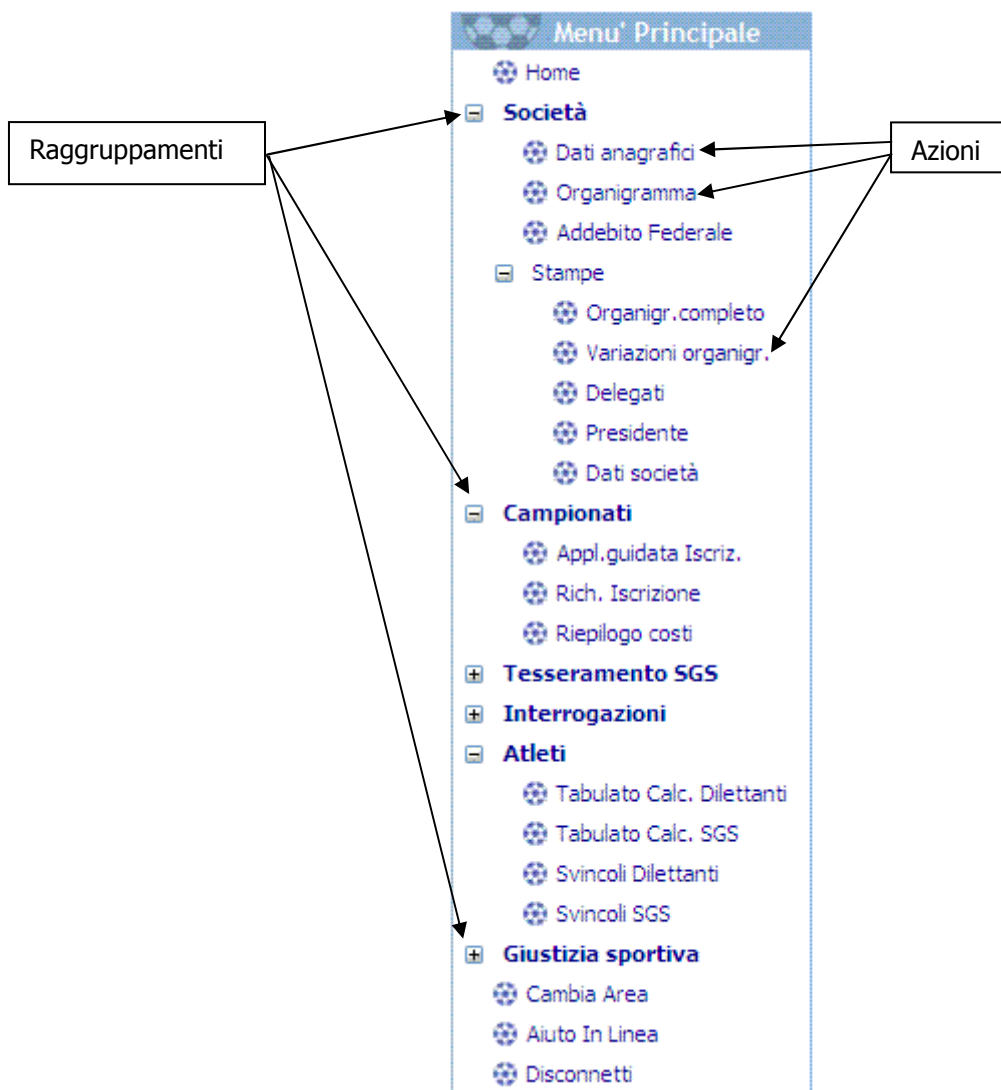 Menu' Principale
Home
Società
Raggruppamenti
Dati anagrafici
Azioni
Organigramma
Addebito Federale
Stampe
Organigr.completo
Variazioni organigr.
Delegati
Presidente
Dati società
Campionati
Appl.guidata Iscriz.
Rich. Iscrizione
Riepilogo costi
Tesseramento SGS
Interrogazioni
Atleti
Tabulato Calc. Dilettanti
Tabulato Calc. SGS
Svincoli Dilettanti
Svincoli SGS
Giustizia sportiva
Cambia Area
Aiuto In Linea
Disconnetti